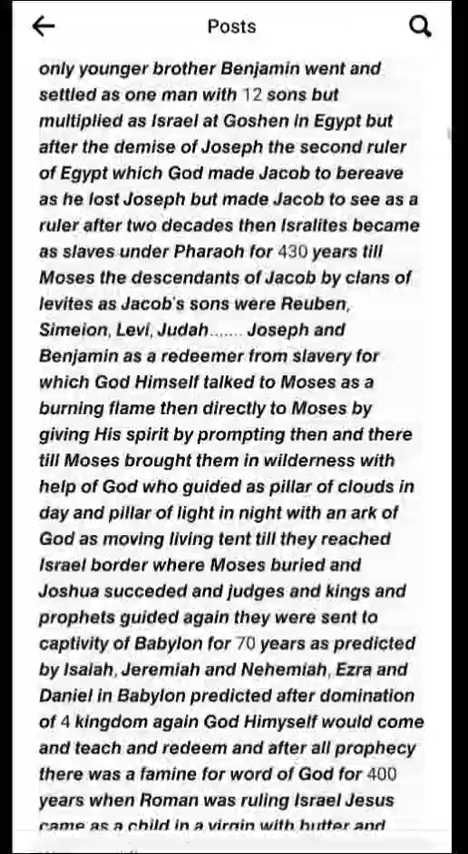 Posts
only younger brother Benjamin went and
settled as one man with 12 sons but
multiplied as Israel at Goshen in Egypt but
after the demise of Joseph the second ruler
of Egypt which God made Jacob to bereave
as he lost Joseph but made Jacob to see as a
ruler after two decades then Isralites became
as slaves under Pharaoh for 430 years till
Moses the descendants of Jacob by clans of
levites as Jacob's sons were Reuben,
Simeion, Levi, Judah....... Joseph and
Benjamin as a redeemer from slavery for
which God Himself talked to Moses as a
burning flame then directly to Moses by
giving His spirit by prompting then and there
till Moses brought them in wilderness with
help of God who guided as pillar of clouds in
day and pillar of light in night with an ark of
God as moving living tent till they reached
Israel border where Moses buried and
Joshua succeded and judges and kings and
prophets guided again they were sent to
captivity of Babylon for 70 years as predicted
by Isaiah, Jeremiah and Nehemiah, Ezra and
Daniel in Babylon predicted after domination
of 4 kingdom again God Himyself would come
and teach and redeem and after all prophecy
there was a famine for word of God for 400
years when Roman was ruling Israel Jesus
came as a child in a virgin with butter and